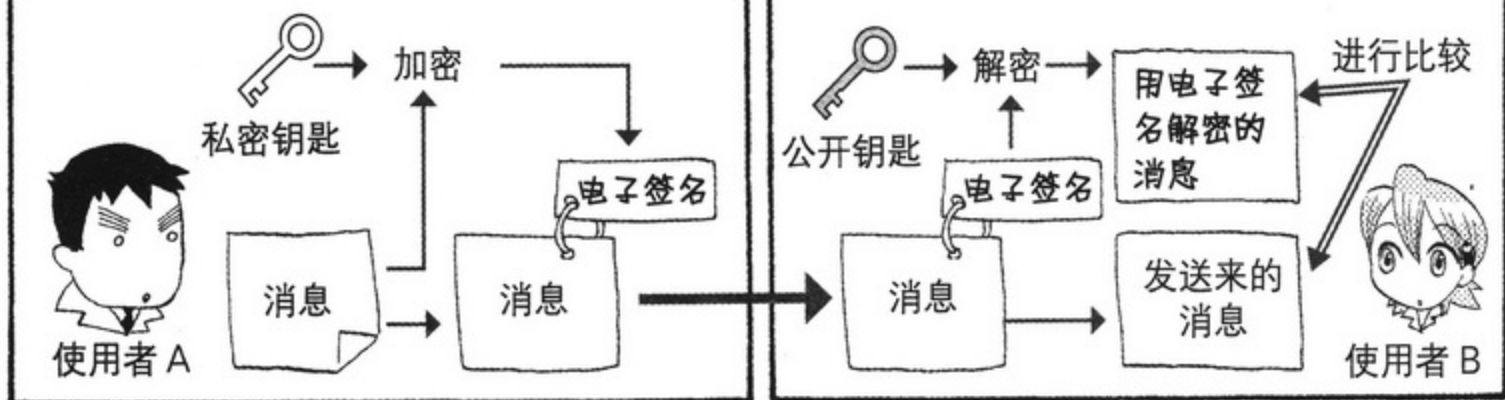 加密
私密钥匙
电子签名
消息
消息
使用者 A
解密
进行比较
公开钥匙
用电子签
名解密的
消息
电子签名
消息
发送来的
消息
使用者 B